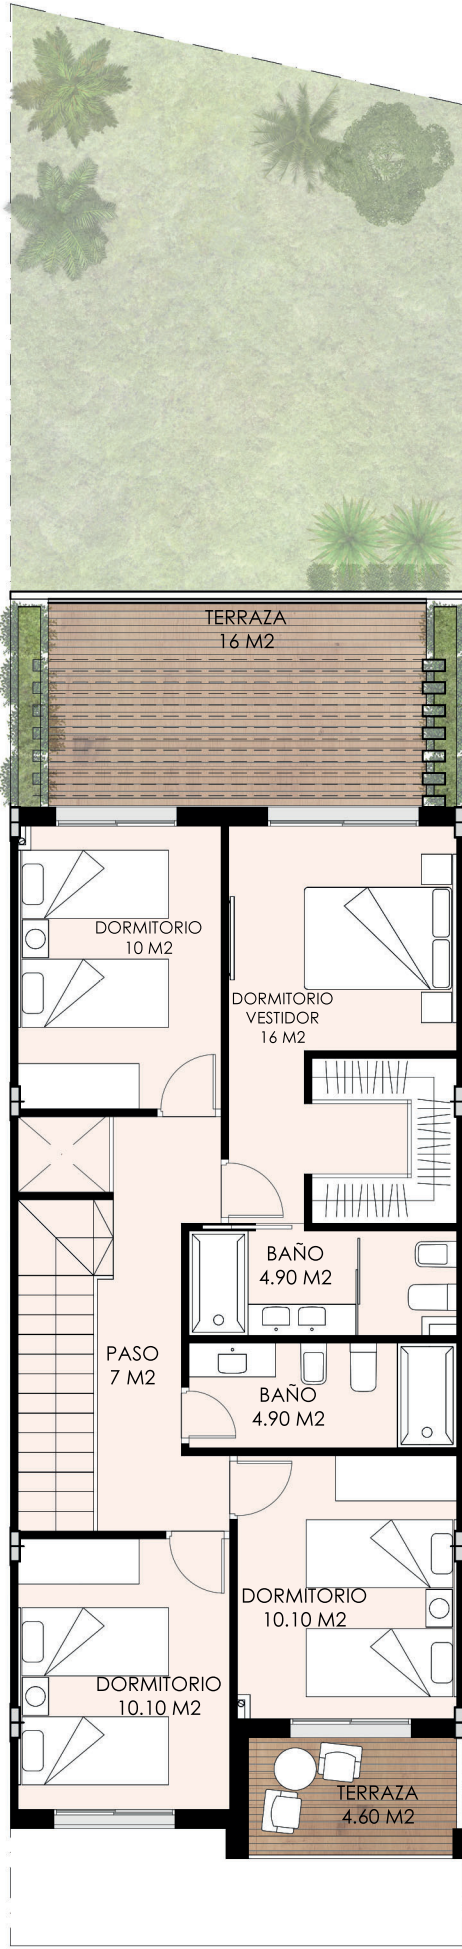 TERRAZA
16 M2
DORMITORIO
10 M2
DORMITORIO
VESTIDOR
16 M2
BAÑO
4.90 M2
PASO
7 M2
BAÑO
4.90 M2
DORMITORIO
10.10 M2
DORMITORIO
10.10 M2
TERRAZA
4.60 M2